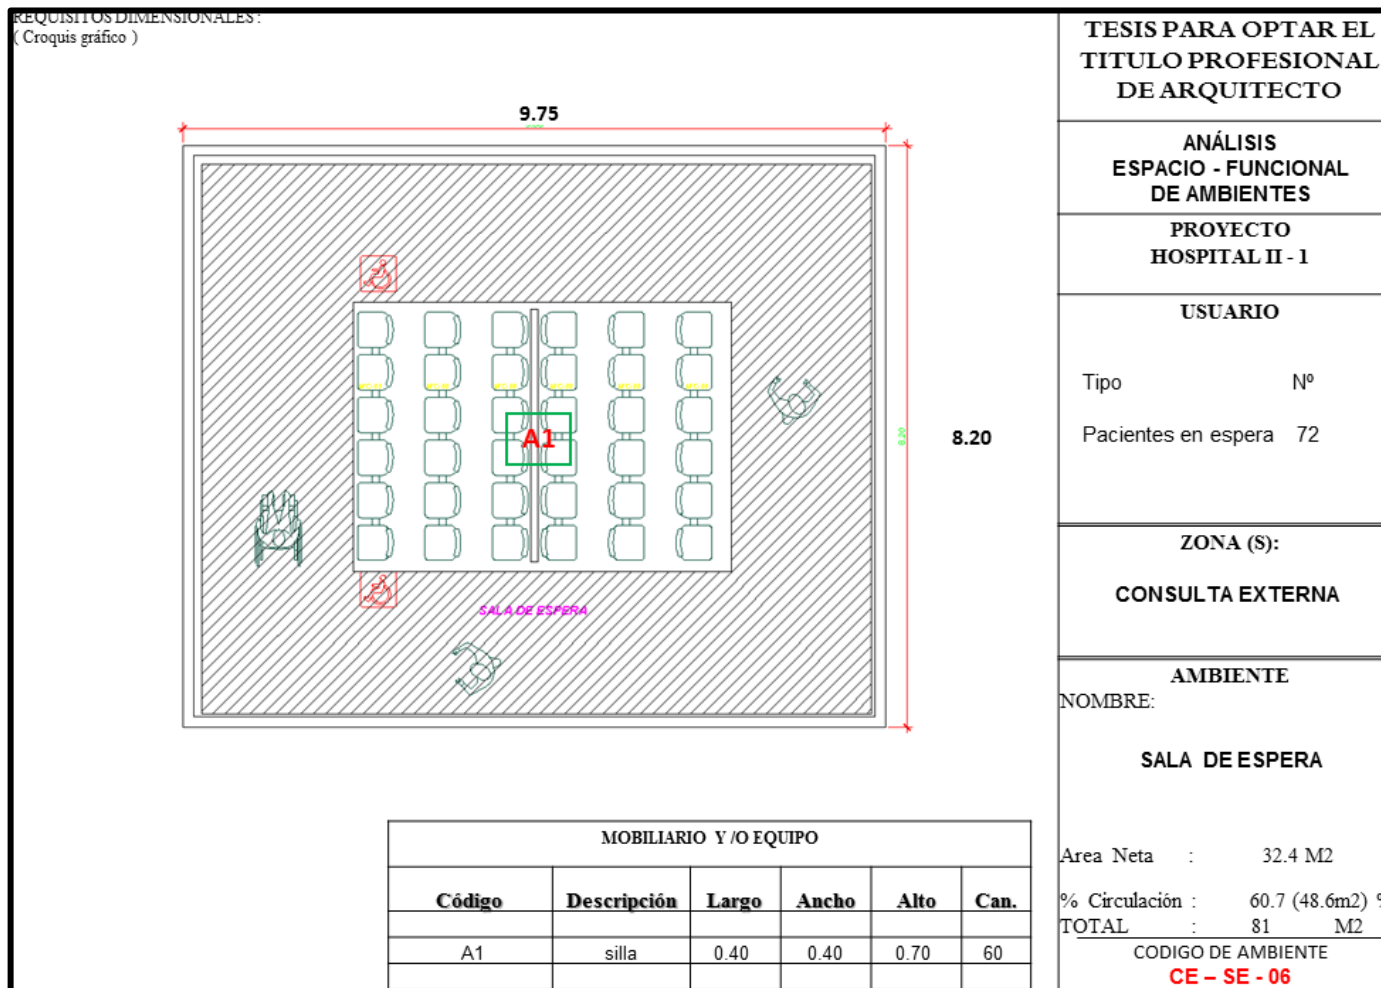 REQUISITOS DIMENSIONALES :
( Croquis gráfico )
9.75
8.20
8.20
A1
SALA DE ESPERA
MOBILIARIO Y /O EQUIPO
Código Descripción Largo Ancho Alto Can.
A1 silla 0.40 0.40 0.70 60
TESIS PARA OPTAR EL
TITULO PROFESIONAL
DE ARQUITECTO
ANÁLISIS
ESPACIO - FUNCIONAL
DE AMBIENTES
PROYECTO
HOSPITAL II - 1
USUARIO
Tipo Nº
Pacientes en espera 72
ZONA (S):
CONSULTA EXTERNA
AMBIENTE
NOMBRE:
SALA DE ESPERA
Area Neta : 32.4 M2
% Circulación : 60.7 (48.6m2) %
TOTAL : 81 M2
CODIGO DE AMBIENTE
CE – SE - 06